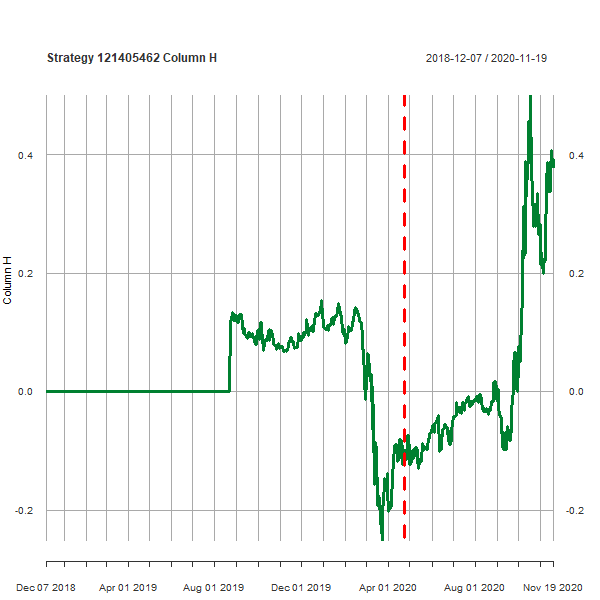 Strategy 121405462 Column H
2018-12-07 / 2020-11-19
Column H
0.4
0.4
0.2
0.2
0.0
0.0
-0.2
-0.2
Dec 07 2018
Apr 01 2019
Aug 01 2019
Dec 01 2019
Apr 01 2020
Aug 01 2020
Nov 19 2020